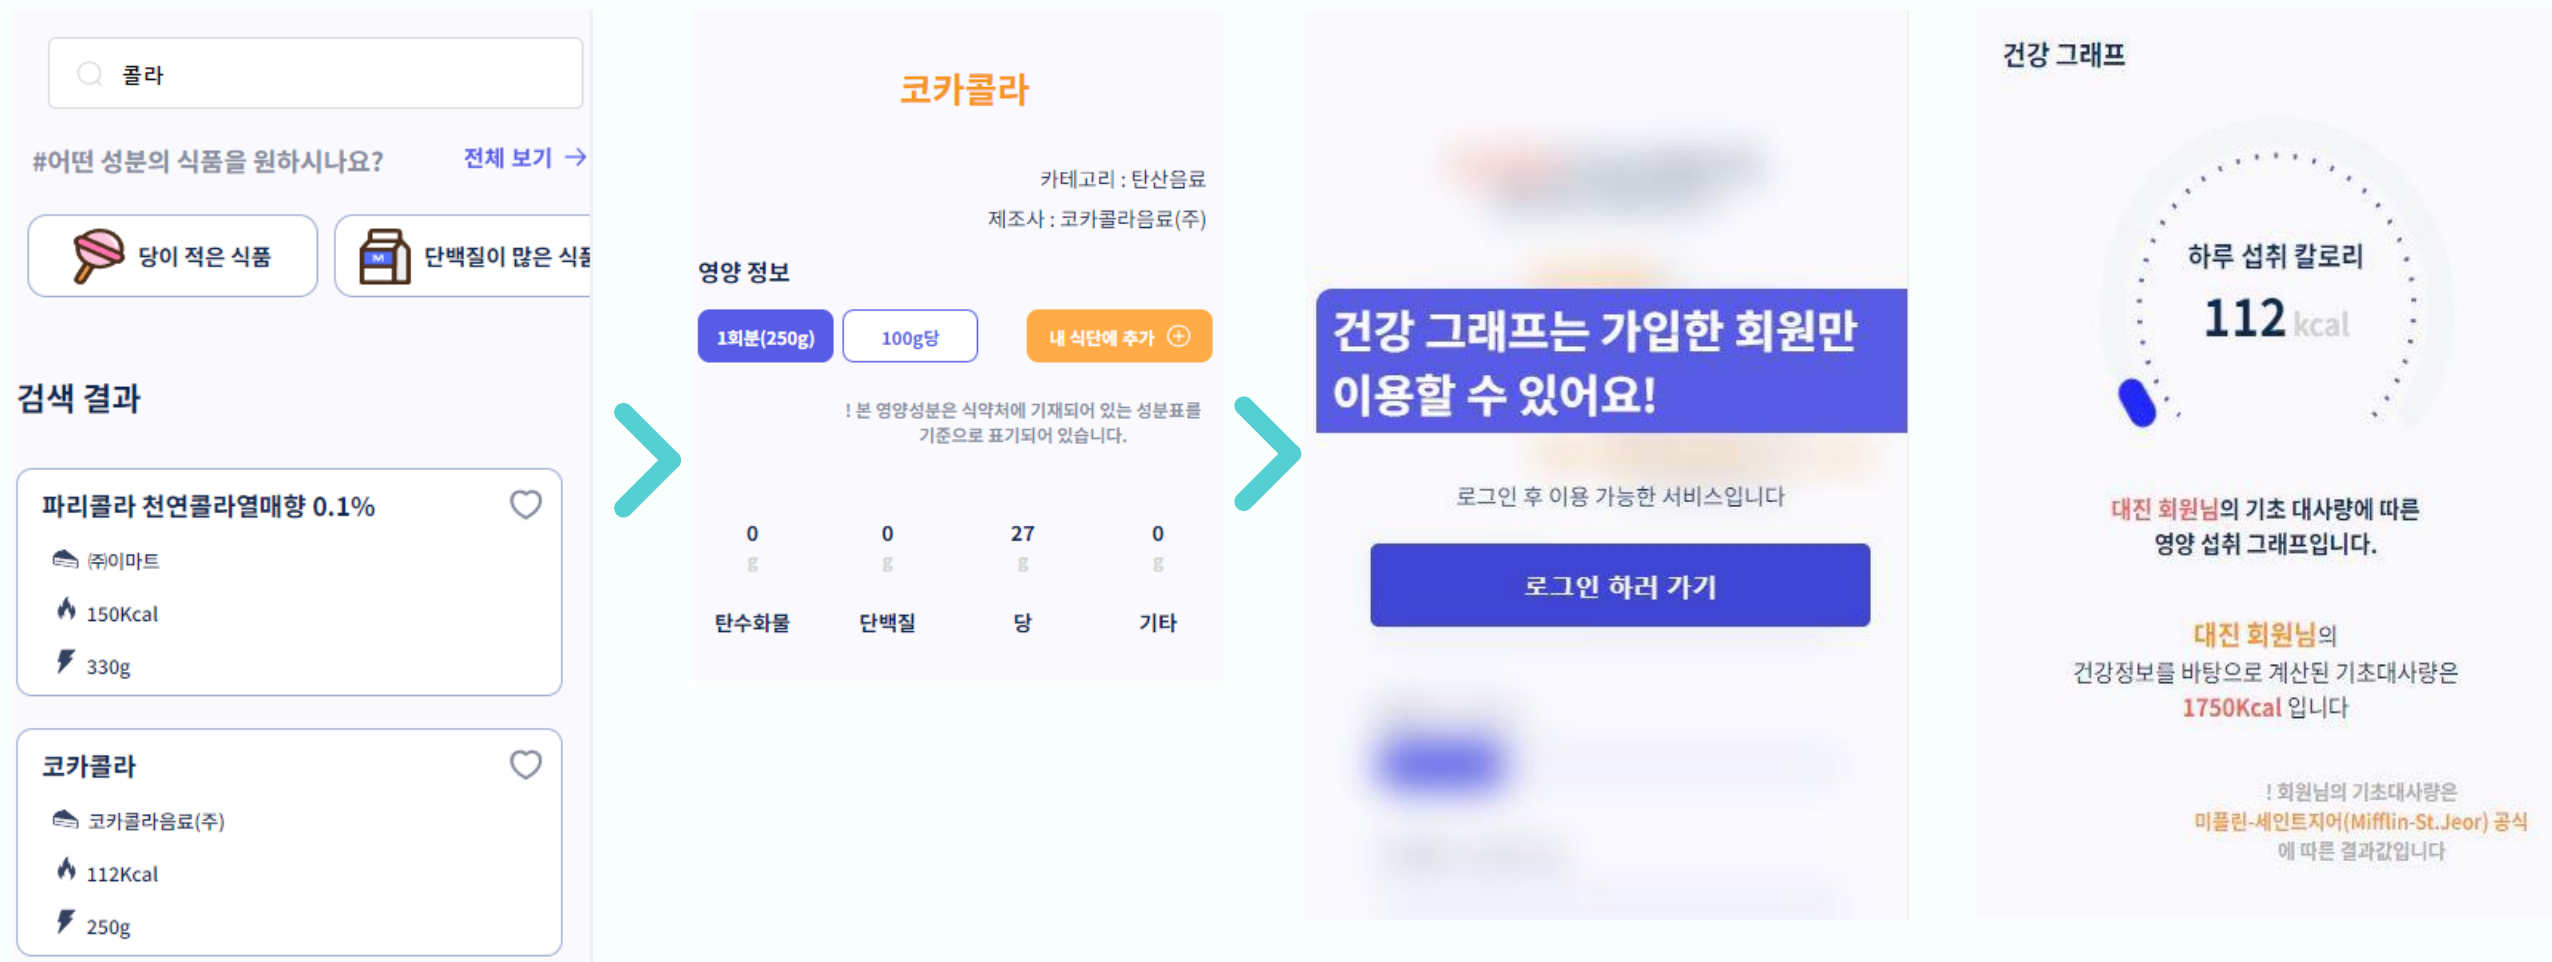 콜라
#어떤 성분의 식품을 원하시나요?
전체 보기 →
당이 적은 식품
M
단백질이 많은 식품
검색 결과
파리콜라 천연콜라열매향 0.1%
㈜이마트
150Kcal
330g
코카콜라
코카콜라음료(주)
112Kcal
250g
코카콜라
카테고리 : 탄산음료
제조사 : 코카콜라음료(주)
영양 정보
1회분(250g)
100g당
내 식단에 추가
! 본 영양성분은 식약처에 기재되어 있는 성분표를
기준으로 표기되어 있습니다.
0 0 27 0
g g g g
탄수화물 단백질 당 기타
건강 그래프는 가입한 회원만
이용할 수 있어요!
로그인 후 이용 가능한 서비스입니다
로그인 하러 가기
건강 그래프
하루 섭취 칼로리
112 kcal
대진 회원님의 기초 대사량에 따른
영양 섭취 그래프입니다.
대진 회원님의
건강정보를 바탕으로 계산된 기초대사량은
1750Kcal 입니다
! 회원님의 기초대사량은
미플린-세인트지어(Mifflin-St.Jeor) 공식
에 따른 결과값입니다